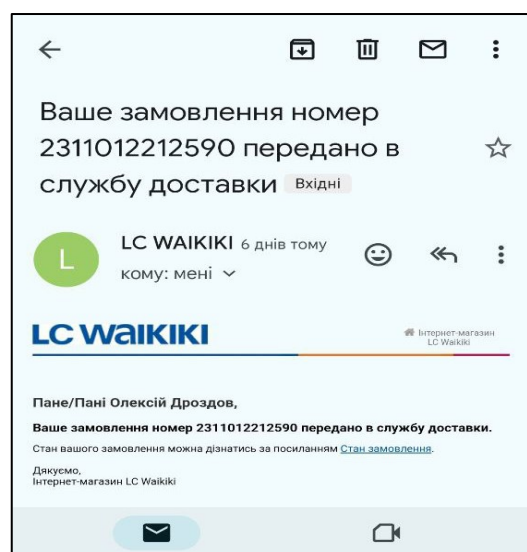 Ваше замовлення номер
2311012212590 передано в
службу доставки Вхідні
L
LC WAIKIKI 6 днів тому
кому: мені
LC WAIKIKI
Інтернет-магазин
LC Waikiki
Пане/Пані Олексій Дроздов,
Ваше замовлення номер 2311012212590 передано в службу доставки.
Стан вашого замовлення можна дізнатись за посиланням Стан замовлення.
Дякуємо,
Інтернет-магазин LC Waikiki